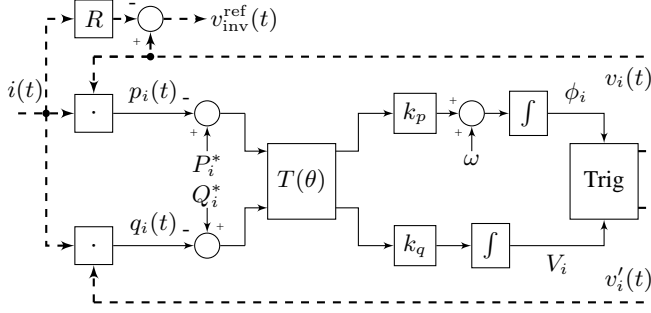 R - + v_inv^ref(t)
i(t) p_i(t) - k_p + ∫ φ_i v_i(t)
· + P_i^* T(θ) + ω Trig
Q_i^*
· q_i(t) - + k_q ∫ V_i v_i'(t)